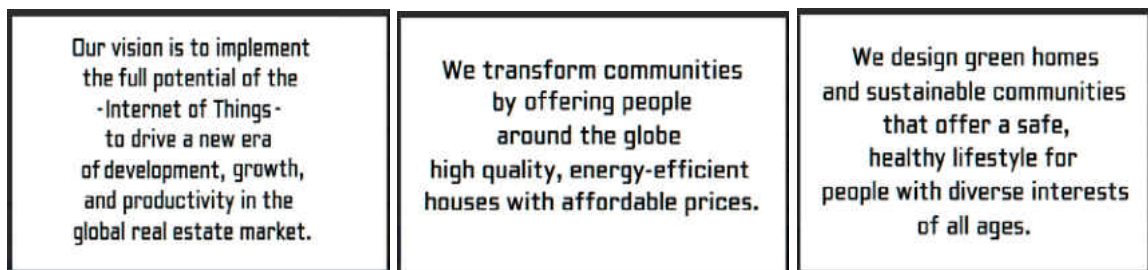 Our vision is to implement
the full potential of the
-Internet of Things-
to drive a new era
of development, growth,
and productivity in the
global real estate market.
We transform communities
by offering people
around the globe
high quality, energy-efficient
houses with affordable prices.
We design green homes
and sustainable communities
that offer a safe,
healthy lifestyle for
people with diverse interests
of all ages.